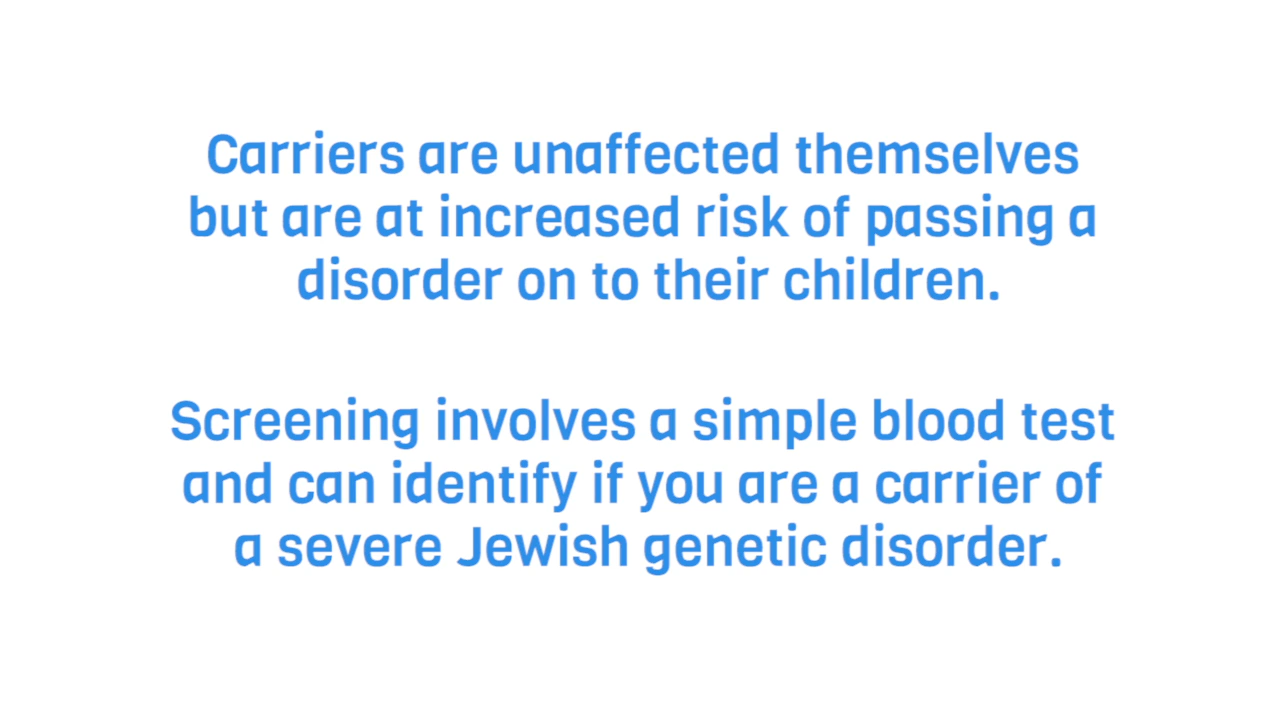 Carriers are unaffected themselves
but are at increased risk of passing a
disorder on to their children.
Screening involves a simple blood test
and can identify if you are a carrier of
a severe Jewish genetic disorder.